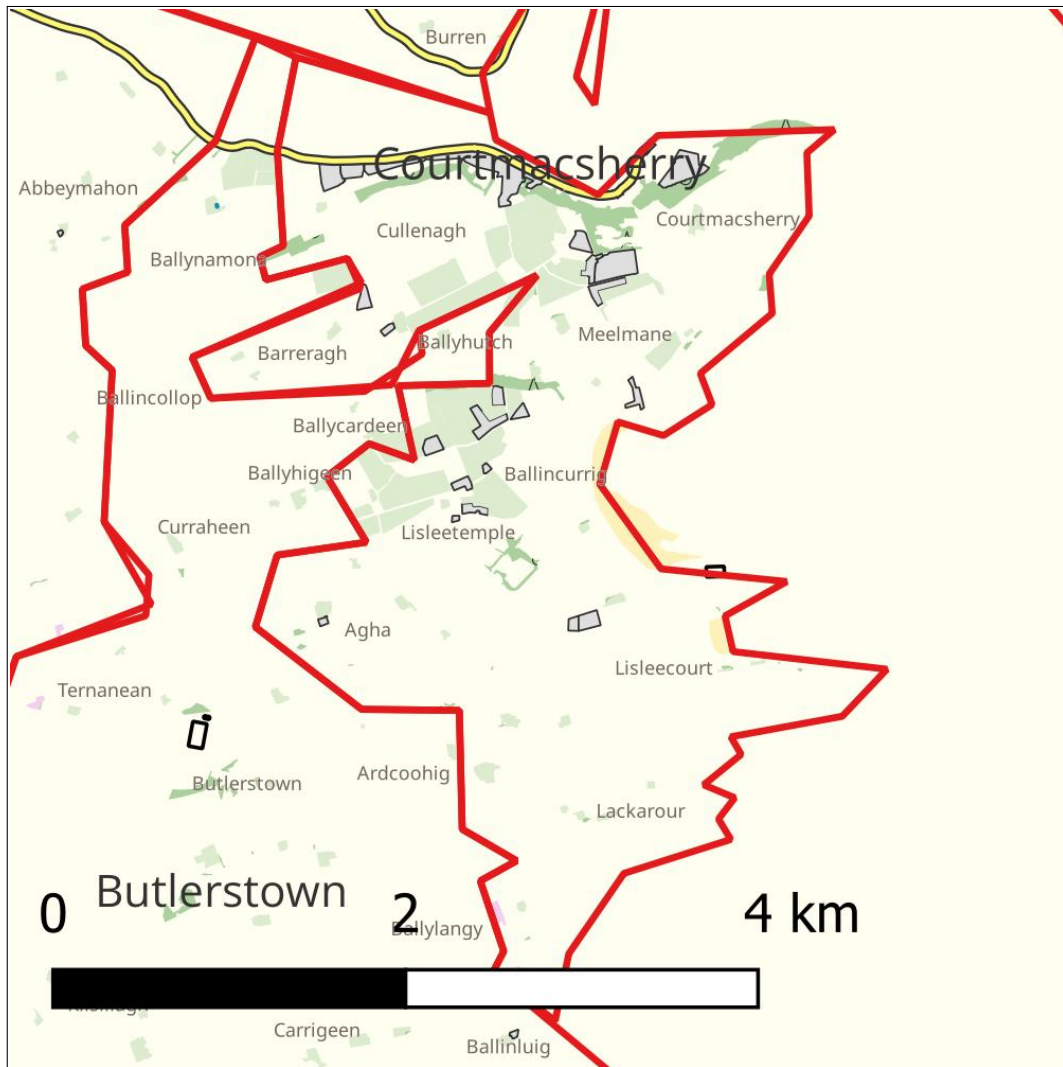 Burren
Courtmacsherry
Abbeymahon
Courtmacsherry
Cullenagh
Ballynamona
Meelmane
Ballyhutch
Barreragh
Ballincollop
Ballycardeen
Ballyhigeen
Ballincurrig
Curraheen
Lisleetemple
Agha
Lisleecourt
Ternanean
Ardcoohig
Butlerstown
Lackarour
Butlerstown
0
2
4 km
Ballylangy
Carrigeen
Ballinluig